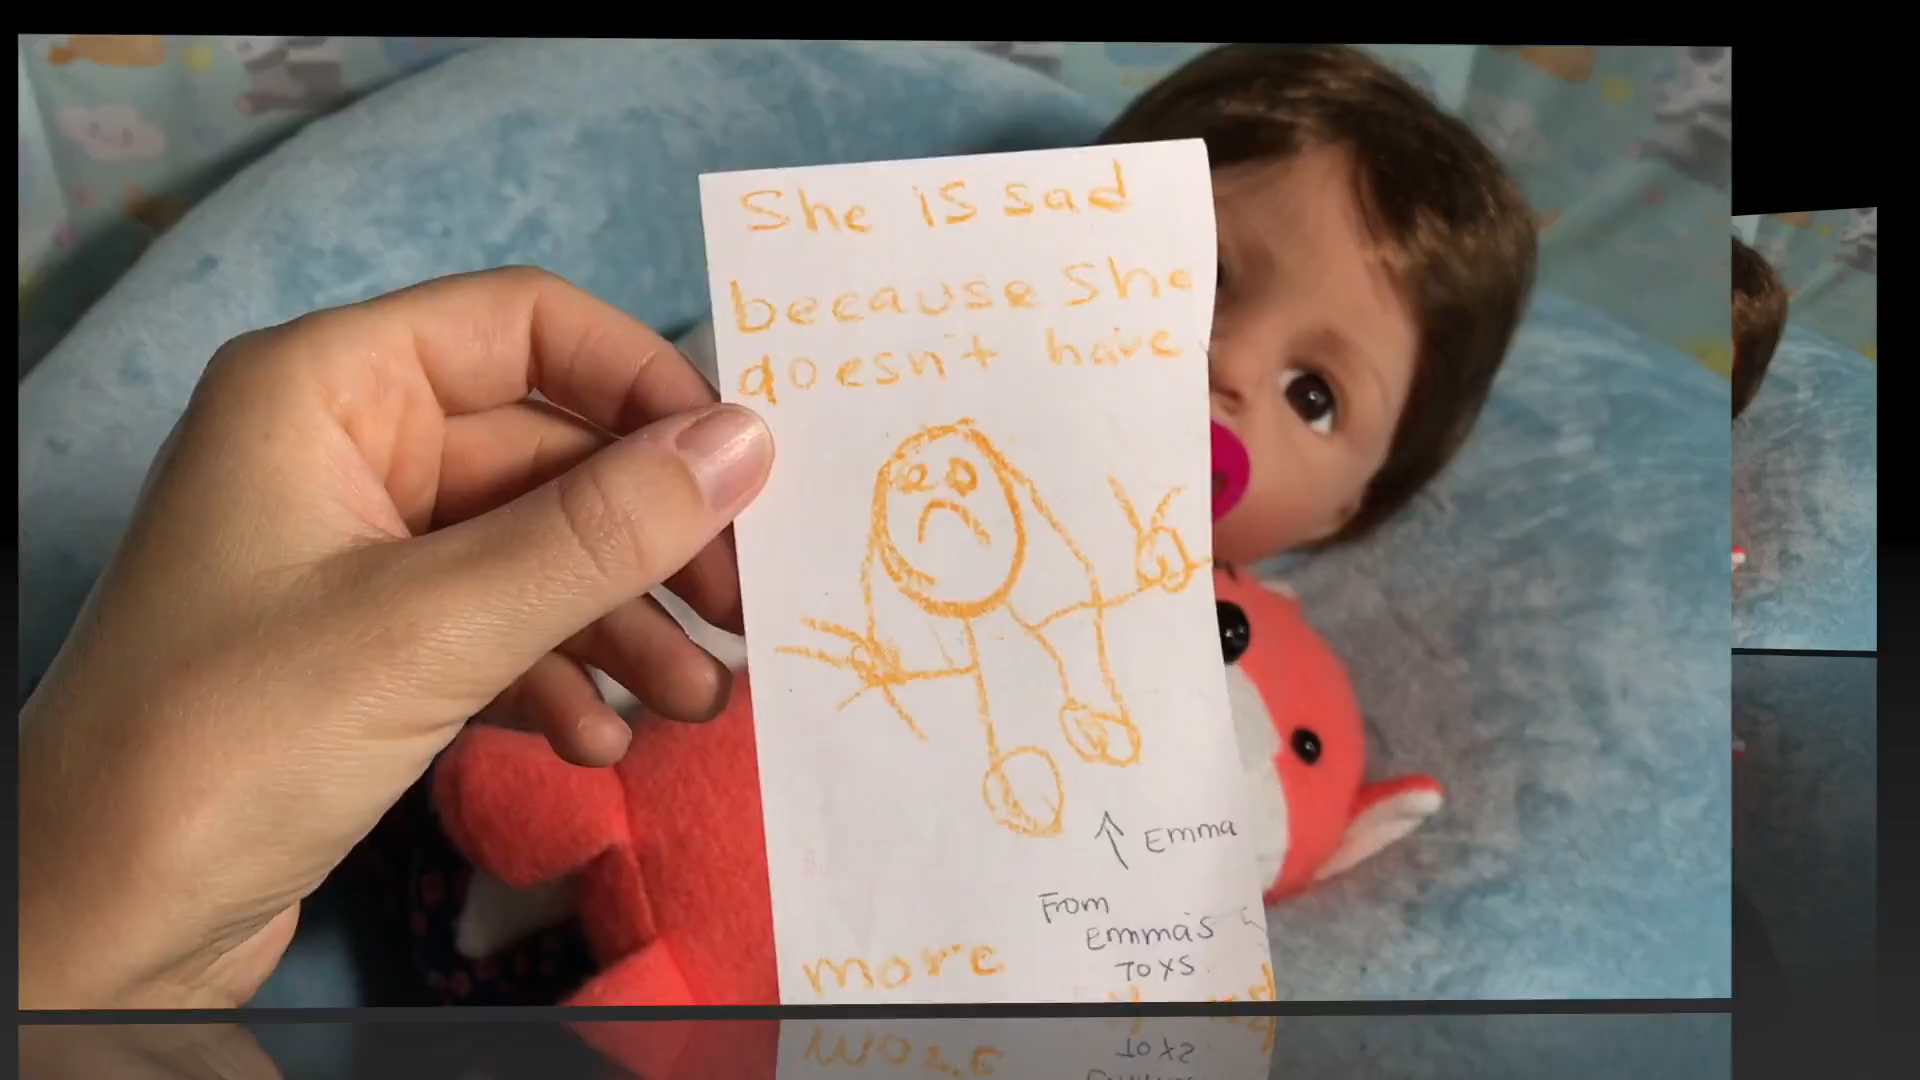 She is sad
because she
doesn't have
Emma
From
Emma's
TOYS
more